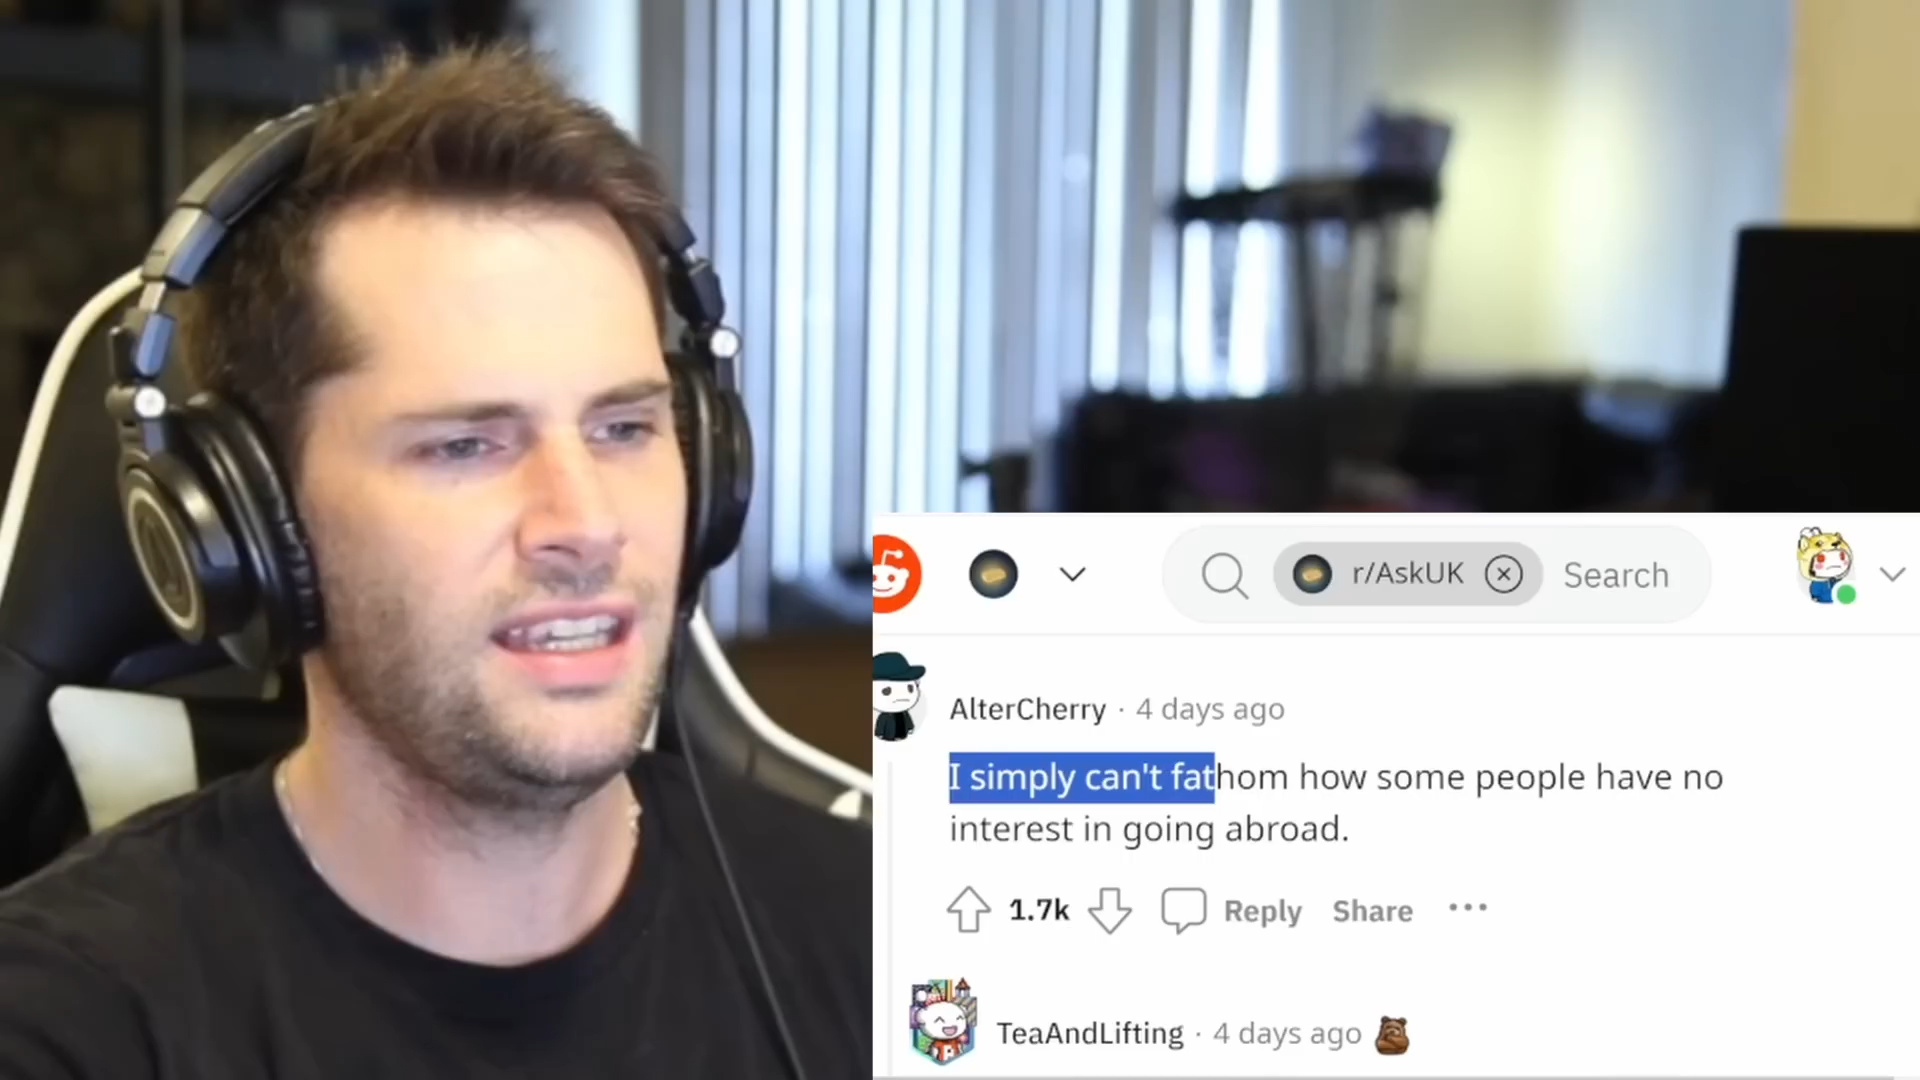 r/AskUK Search
AlterCherry · 4 days ago
I simply can't fathom how some people have no
interest in going abroad.
1.7k Reply Share ...
TeaAndLifting · 4 days ago